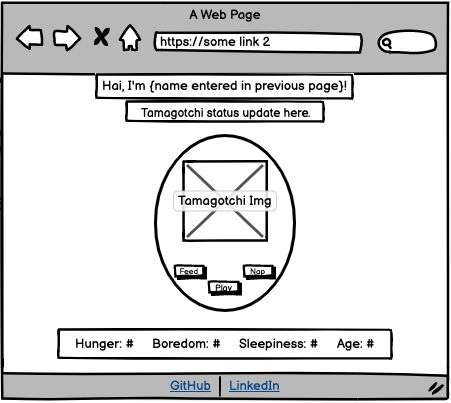 A Web Page
https://some link 2
Hai, I'm {name entered in previous page}!
Tamagotchi status update here.
Tamagotchi Img
Feed
Nap
Play
Hunger: # Boredom: # Sleepiness: # Age: #
GitHub | LinkedIn